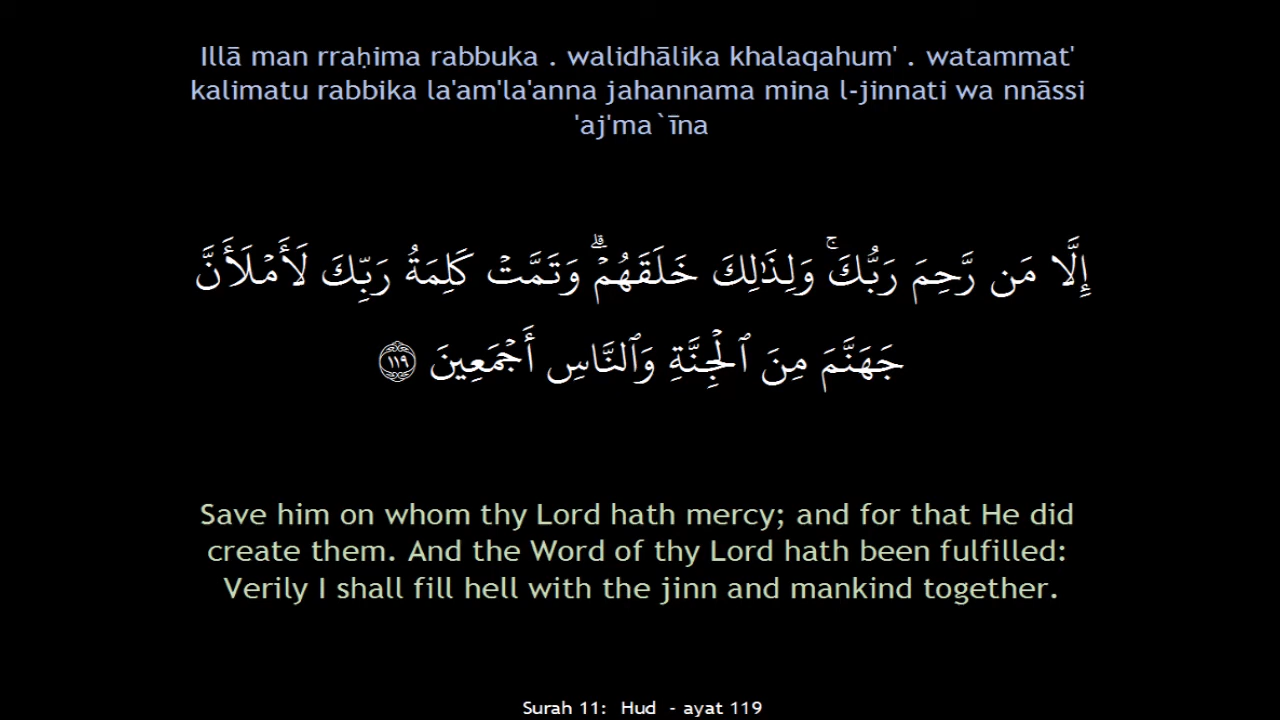 Illā man rraḥima rabbuka . walidhālika khalaqahum' . watammat'
kalimatu rabbika la'am'la'anna jahannama mina l-jinnati wa nnāssi
'aj'ma`īna
إِلَّا مَن رَّحِمَ رَبُّكَ ۚ وَلِذَٰلِكَ خَلَقَهُمْ ۗ وَتَمَّتْ كَلِمَةُ رَبِّكَ لَأَمْلَأَنَّ
جَهَنَّمَ مِنَ ٱلْجِنَّةِ وَٱلنَّاسِ أَجْمَعِينَ ۝١١٩
Save him on whom thy Lord hath mercy; and for that He did
create them. And the Word of thy Lord hath been fulfilled:
Verily I shall fill hell with the jinn and mankind together.
Surah 11: Hud - ayat 119